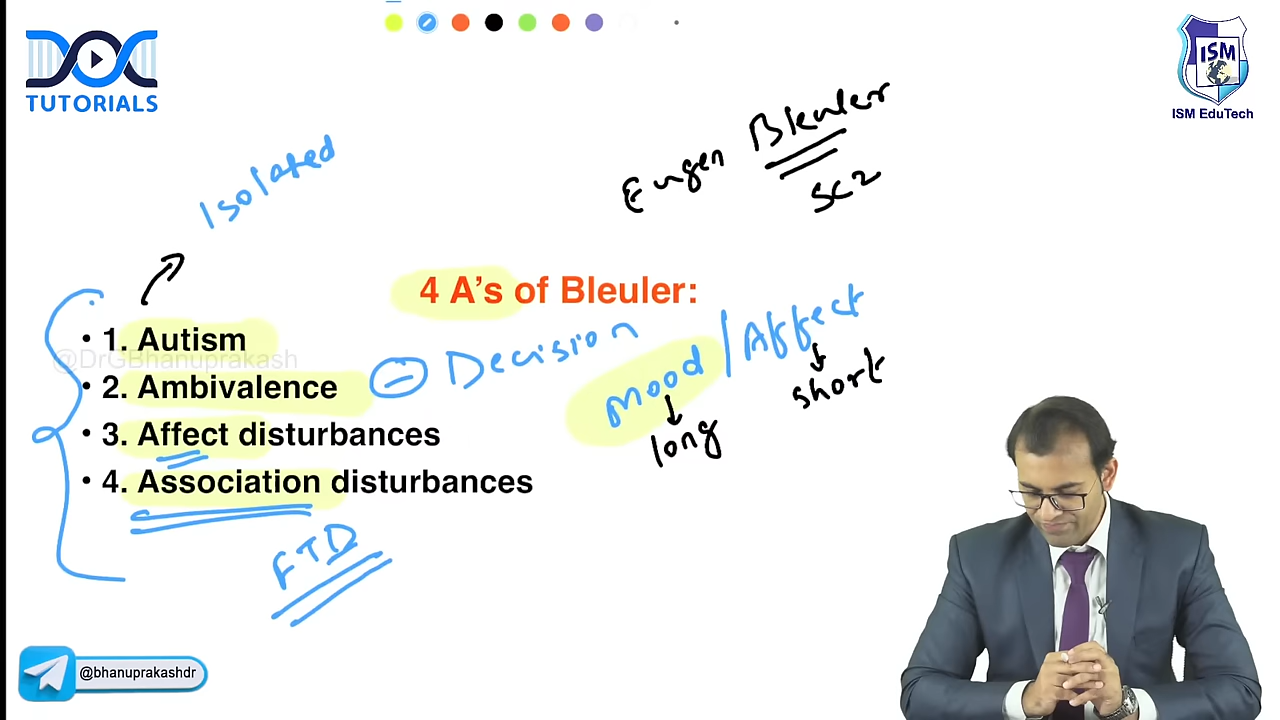 DOC
TUTORIALS
ISM
ISM EduTech
Isolated
Eugen Bleuler
SCZ
4 A's of Bleuler:
• 1. Autism
@DrGBhanuprakash
• 2. Ambivalence
Decision
Mood / Affect
long
short
• 3. Affect disturbances
• 4. Association disturbances
FTD
@bhanuprakashdr